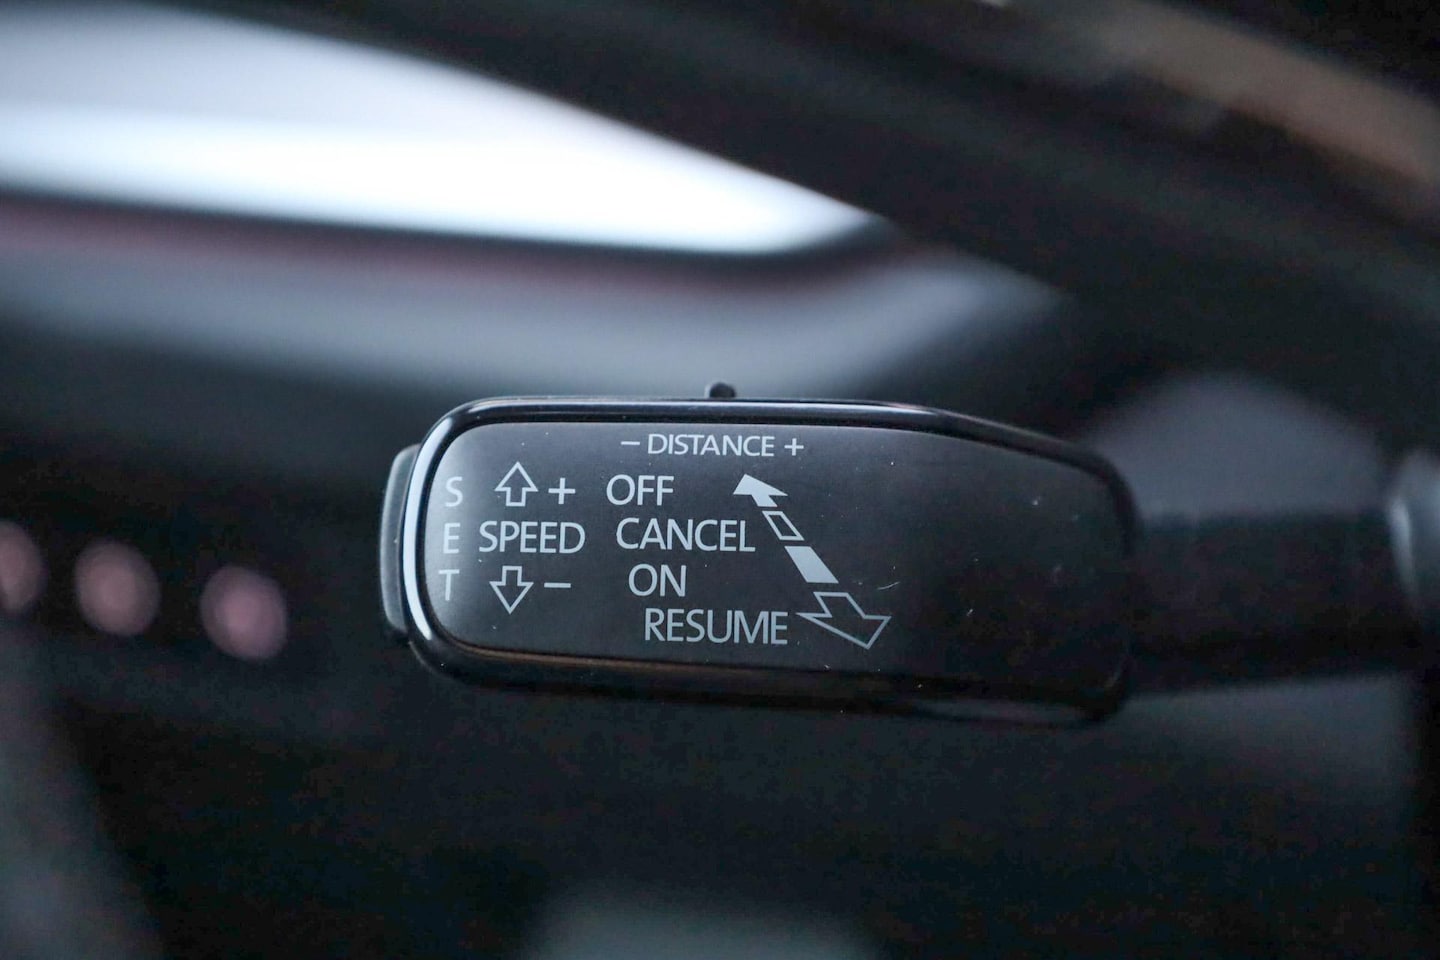 − DISTANCE +
S + OFF
E SPEED CANCEL
T − ON
RESUME